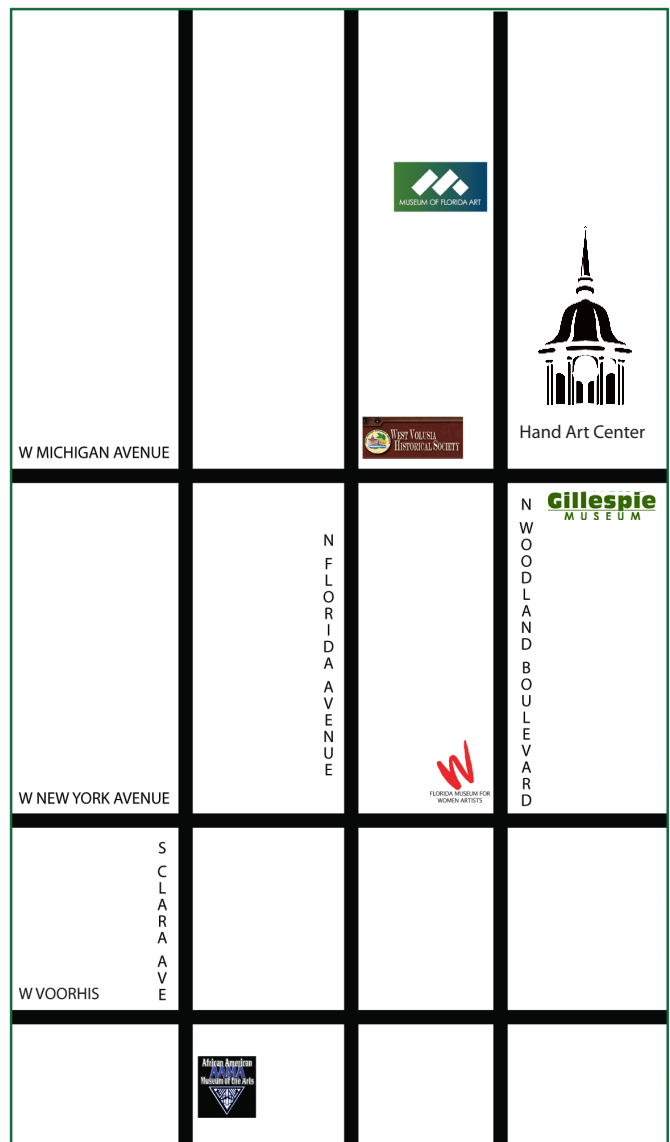 MUSEUM OF FLORIDA ART
Hand Art Center
WEST VOLUSIA
HISTORICAL SOCIETY
W MICHIGAN AVENUE
Gillespie
MUSEUM
N WOODLAND BOULEVARD
N FLORIDA AVENUE
FLORIDA MUSEUM FOR
WOMEN ARTISTS
W NEW YORK AVENUE
S CLARA AVE
W VOORHIS
African American
AAMA
Museum of the Arts